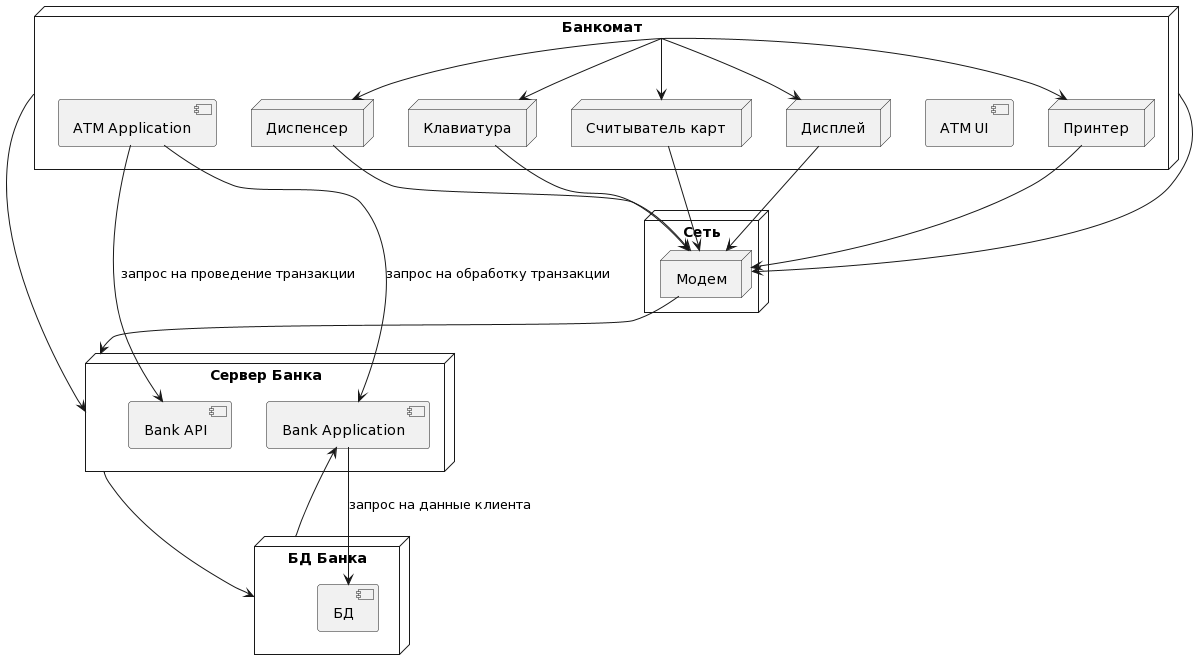 Банкомат
ATM Application
Диспенсер
Клавиатура
Считыватель карт
Дисплей
ATM UI
Принтер
Сеть
Модем
запрос на проведение транзакции
запрос на обработку транзакции
Сервер Банка
Bank API
Bank Application
запрос на данные клиента
БД Банка
БД